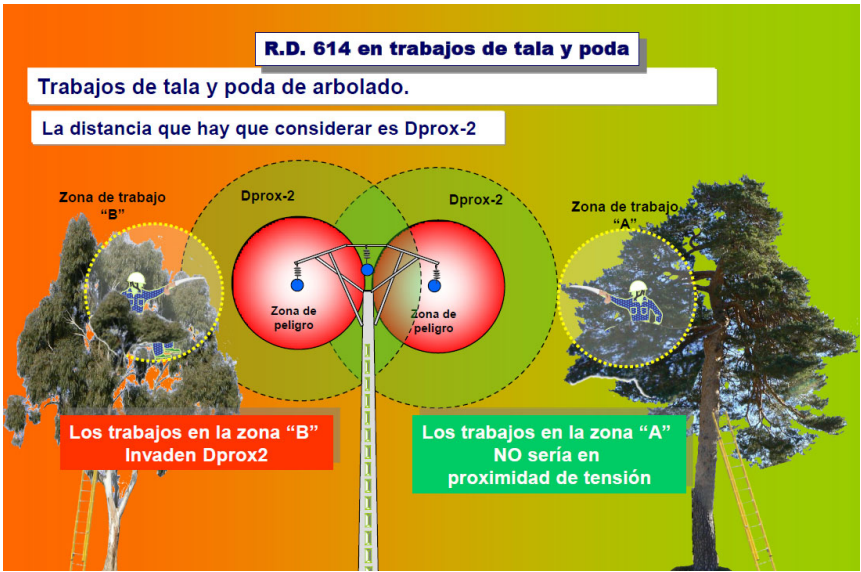 R.D. 614 en trabajos de tala y poda
Trabajos de tala y poda de arbolado.
La distancia que hay que considerar es Dprox-2
Zona de trabajo
“B”
Dprox-2
Dprox-2
Zona de trabajo
“A”
Zona de
peligro
Zona de
peligro
Los trabajos en la zona “B”
Invaden Dprox2
Los trabajos en la zona “A”
NO sería en
proximidad de tensión